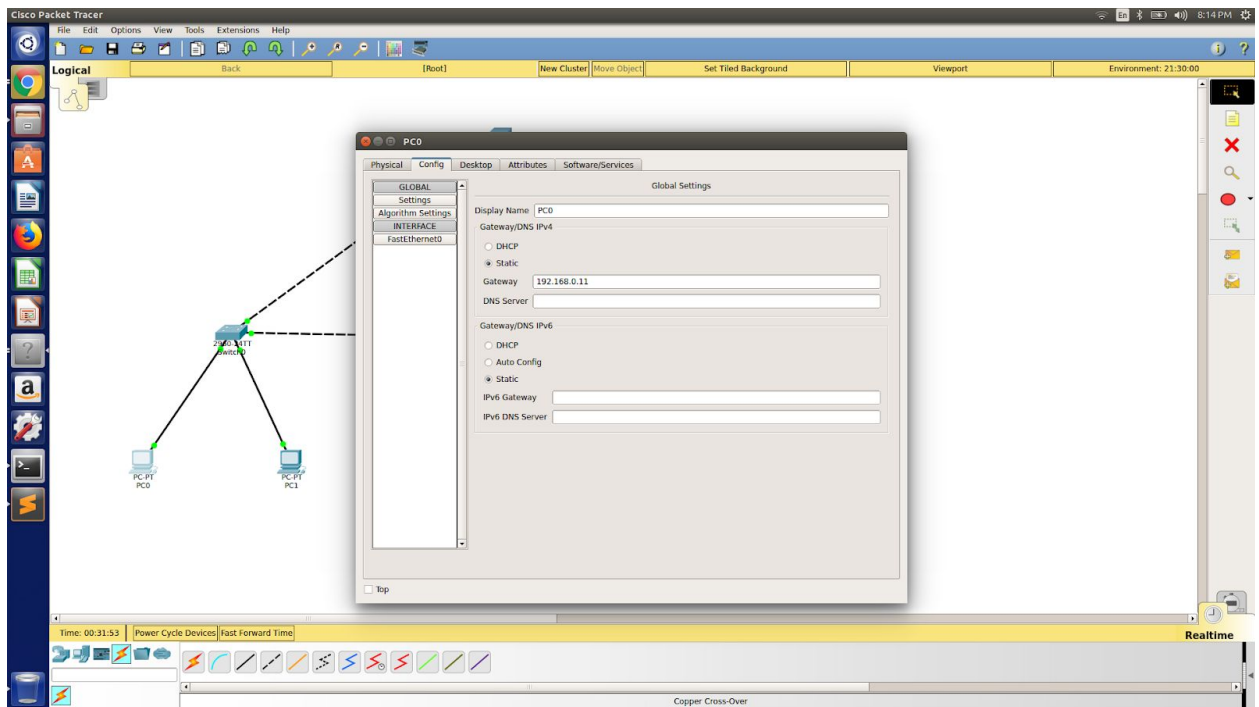 Cisco Packet Tracer
En
8:14 PM
File Edit Options View Tools Extensions Help
Logical
Back
[Root]
New Cluster
Move Object
Set Tiled Background
Viewport
Environment: 21:30:00
PC0
Physical Config Desktop Attributes Software/Services
GLOBAL
Settings
Algorithm Settings
INTERFACE
FastEthernet0
Global Settings
Display Name PC0
Gateway/DNS IPv4
DHCP
Static
Gateway 192.168.0.11
DNS Server
Gateway/DNS IPv6
DHCP
Auto Config
Static
IPv6 Gateway
IPv6 DNS Server
Top
PC-PT
PC0
PC-PT
PC1
Time: 00:31:53
Power Cycle Devices
Fast Forward Time
Realtime
Copper Cross-Over